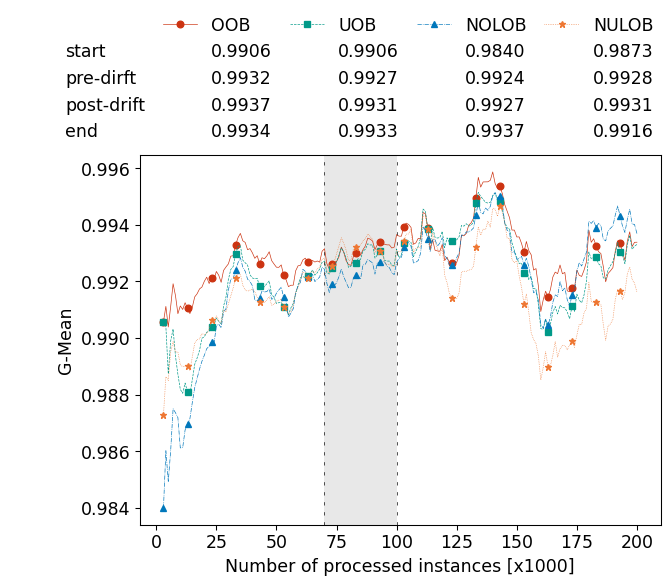 OOB UOB NOLOB NULOB
start 0.9906 0.9906 0.9840 0.9873
pre-dirft 0.9932 0.9927 0.9924 0.9928
post-drift 0.9937 0.9931 0.9927 0.9931
end 0.9934 0.9933 0.9937 0.9916
0.996
0.994
0.992
0.990
0.988
0.986
0.984
G-Mean
0 25 50 75 100 125 150 175 200
Number of processed instances [x1000]